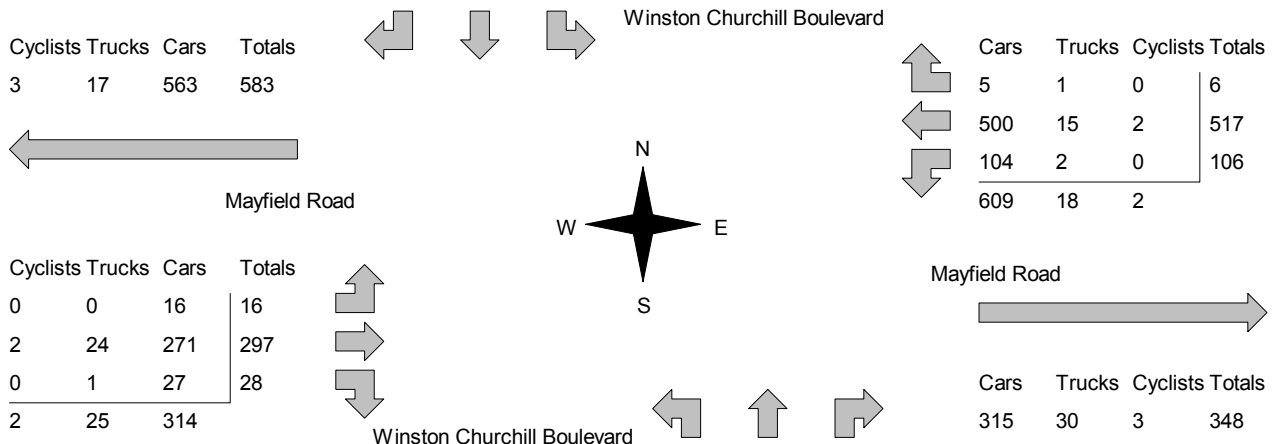 Winston Churchill Boulevard
Cyclists Trucks Cars Totals
3 17 563 583
Cars Trucks Cyclists Totals
5 1 0 6
500 15 2 517
104 2 0 106
609 18 2
Mayfield Road
N
W E
S
Cyclists Trucks Cars Totals
0 0 16 16
2 24 271 297
0 1 27 28
2 25 314
Mayfield Road
Cars Trucks Cyclists Totals
315 30 3 348
Winston Churchill Boulevard